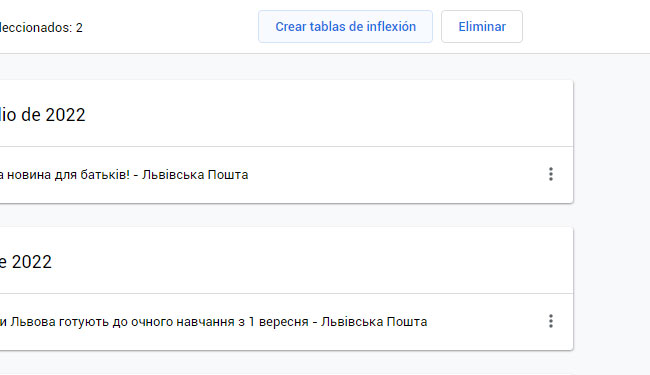 leccionados: 2
Crear tablas de inflexión
Eliminar
lio de 2022
а новина для батьків! - Львівська Пошта
e 2022
и Львова готують до очного навчання з 1 вересня - Львівська Пошта